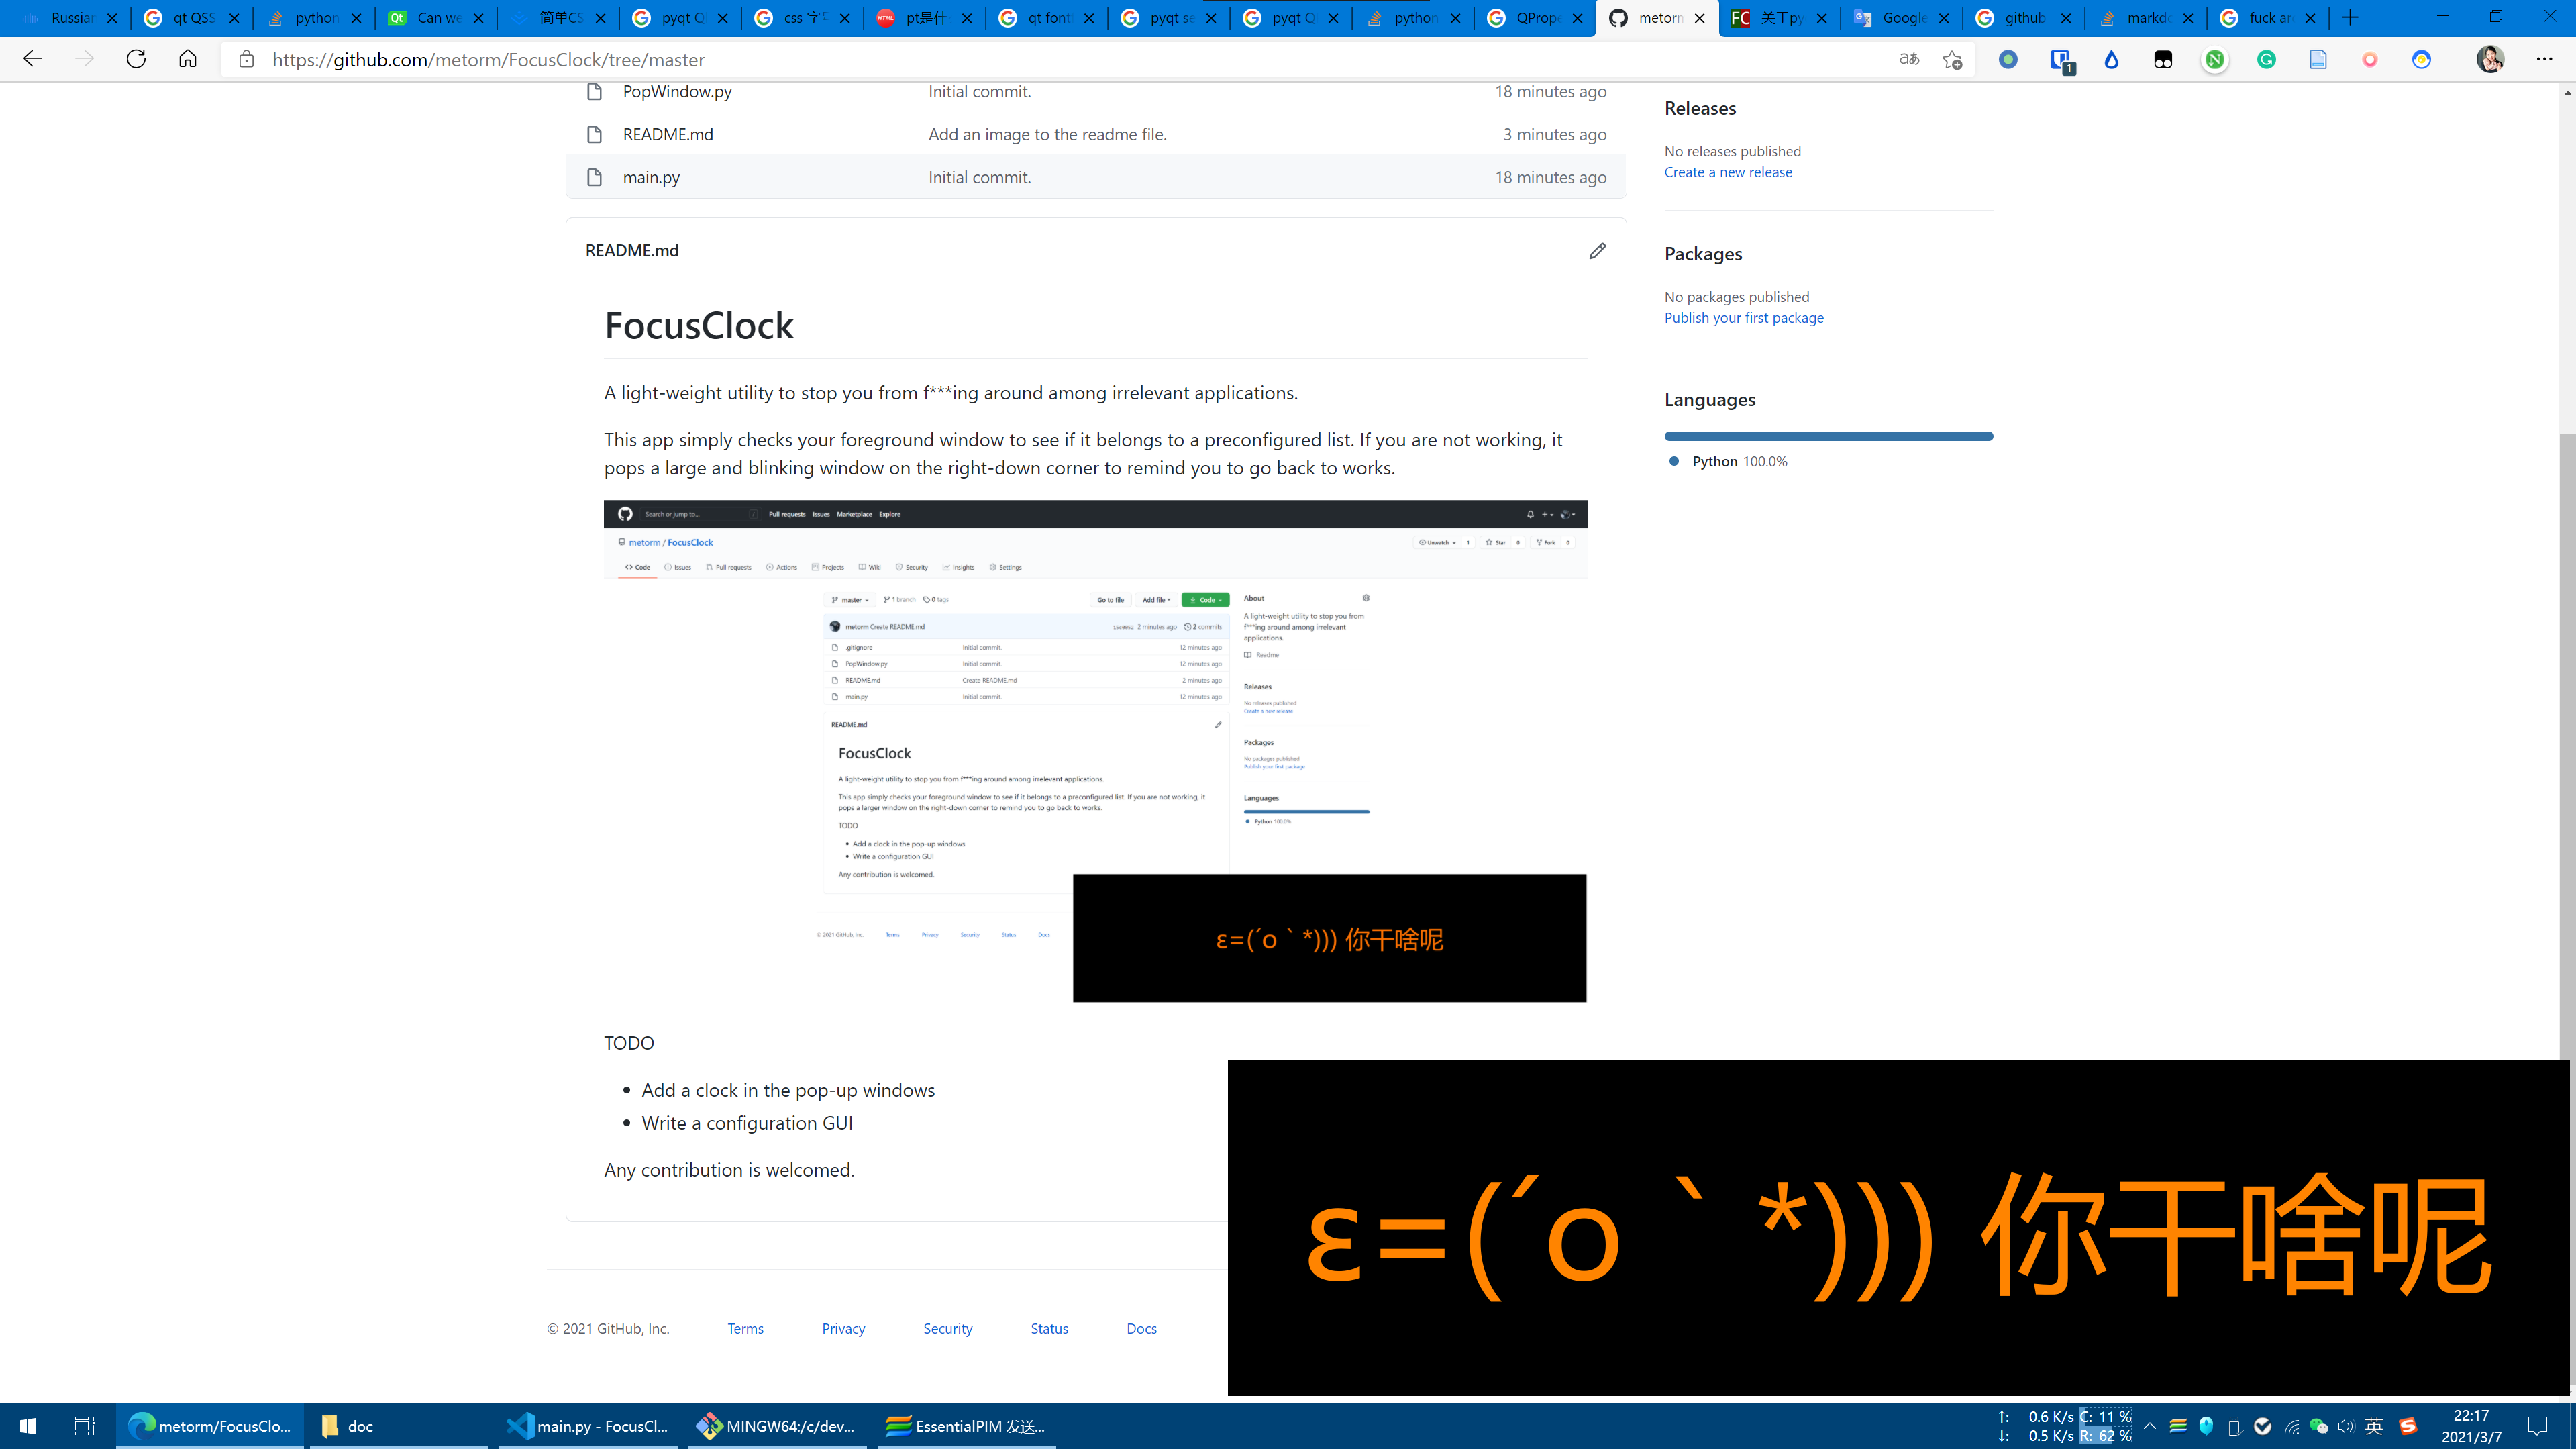 Russian
qt QSS
python
Can we
简单CS
pyqt Q
css 字
pt是什
qt font
pyqt se
pyqt Q
python
QPrope
metorm
关于py
Google
github
markdo
fuck ar
https://github.com/metorm/FocusClock/tree/master
PopWindow.py Initial commit. 18 minutes ago
README.md Add an image to the readme file. 3 minutes ago
main.py Initial commit. 18 minutes ago
README.md
FocusClock
A light-weight utility to stop you from f***ing around among irrelevant applications.
This app simply checks your foreground window to see if it belongs to a preconfigured list. If you are not working, it
pops a large and blinking window on the right-down corner to remind you to go back to works.
Search or jump to... / Pull requests Issues Marketplace Explore
metorm / FocusClock
Unwatch 1 Star 0 Fork 0
Code Issues Pull requests Actions Projects Wiki Security Insights Settings
master 1 branch 0 tags Go to file Add file Code
metorm Create README.md 2 minutes ago 2 commits
.gitignore Initial commit. 12 minutes ago
PopWindow.py Initial commit. 12 minutes ago
README.md Create README.md 2 minutes ago
main.py Initial commit. 12 minutes ago
README.md
FocusClock
A light-weight utility to stop you from f***ing around among irrelevant applications.
This app simply checks your foreground window to see if it belongs to a preconfigured list. If you are not working, it
pops a larger window on the right-down corner to remind you to go back to works.
TODO
• Add a clock in the pop-up windows
• Write a configuration GUI
Any contribution is welcomed.
© 2021 GitHub, Inc. Terms Privacy Security Status Docs
About
A light-weight utility to stop you from
f***ing around among irrelevant
applications.
Readme
Releases
No releases published
Create a new release
Packages
No packages published
Publish your first package
Languages
Python 100.0%
ε=(´ο｀*))) 你干啥呢
TODO
• Add a clock in the pop-up windows
• Write a configuration GUI
Any contribution is welcomed.
Releases
No releases published
Create a new release
Packages
No packages published
Publish your first package
Languages
Python 100.0%
ε=(´ο｀*))) 你干啥呢
© 2021 GitHub, Inc. Terms Privacy Security Status Docs
metorm/FocusClo...
doc
main.py - FocusCl...
MINGW64:/c/dev...
EssentialPIM 发送...
↑: 0.6 K/s C: 11 %
↓: 0.5 K/s R: 62 %
英
22:17
2021/3/7